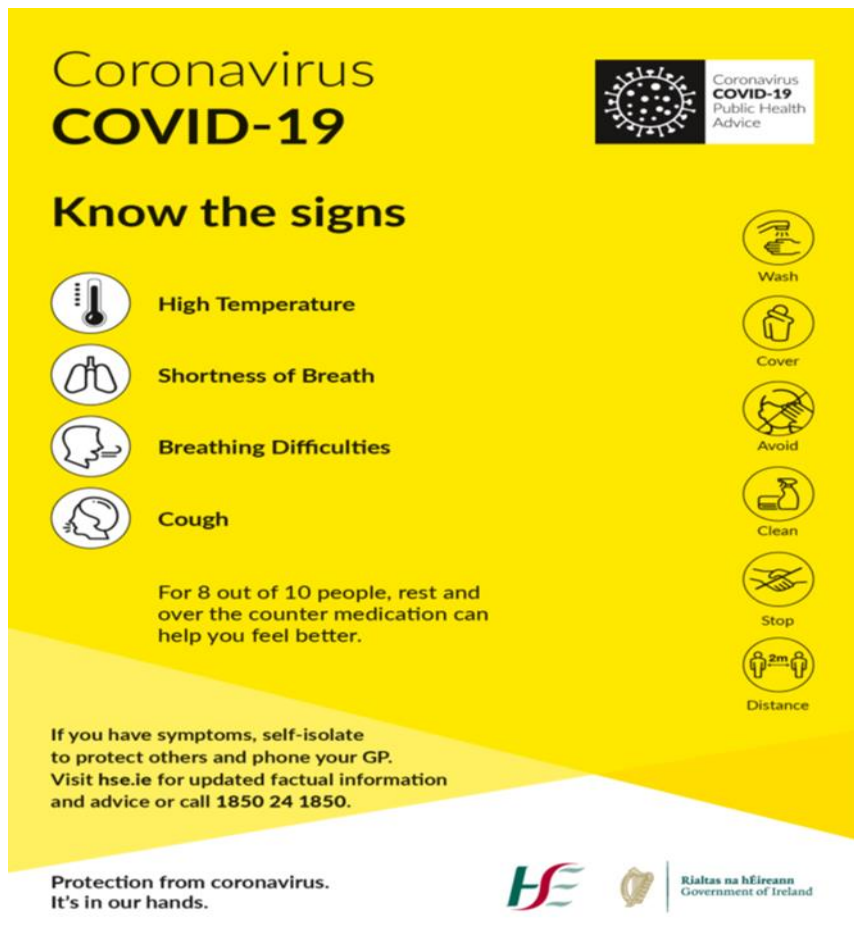 Coronavirus
COVID-19
Coronavirus
COVID-19
Public Health
Advice
Know the signs
High Temperature
Shortness of Breath
Breathing Difficulties
Cough
For 8 out of 10 people, rest and
over the counter medication can
help you feel better.
Wash
Cover
Avoid
Clean
Stop
2m
Distance
If you have symptoms, self-isolate
to protect others and phone your GP.
Visit hse.ie for updated factual information
and advice or call 1850 24 1850.
Protection from coronavirus.
It's in our hands.
HSE
Rialtas na hÉireann
Government of Ireland